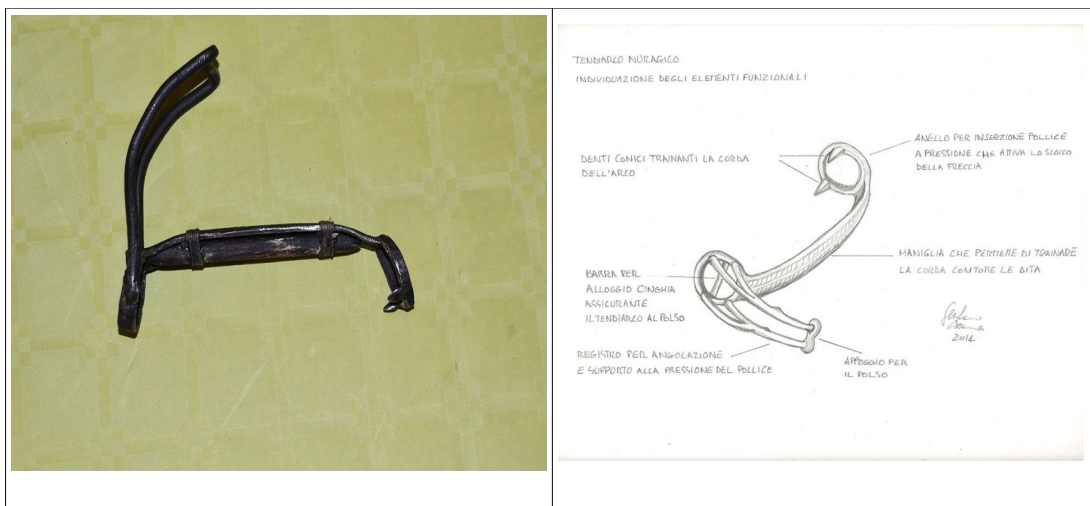 TENDIARCO NURAGICO
INDIVIDUAZIONE DEGLI ELEMENTI FUNZIONALI
DENTI CONICI TRAINANTI LA CORDA
DELL'ARCO
ANELLO PER INSERZIONE POLLICE
A PRESSIONE CHE ATTIVA LO SCOCCO
DELLA FRECCIA
MANIGLIA CHE PERMETTE DI TRAINARE
LA CORDA CON TUTTE LE DITA
BARRA PER
ALLOGGIO CINGHIA
ASSICURANTE
IL TENDIARCO AL POLSO
REGISTRO PER ANGOLAZIONE
E SUPPORTO ALLA PRESSIONE DEL POLLICE
APPOGGIO PER
IL POLSO
2014